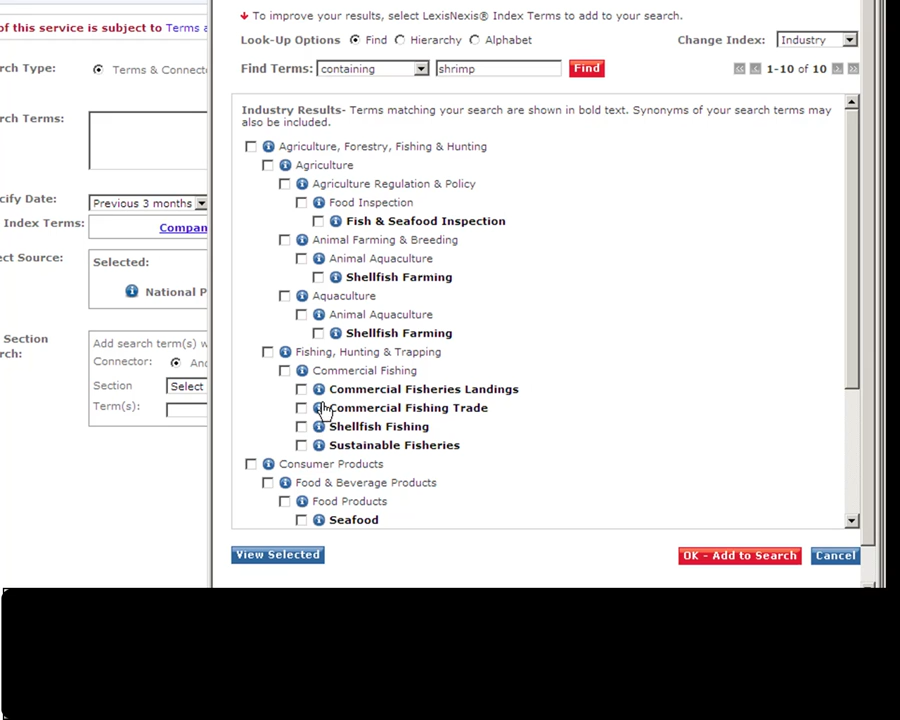 To improve your results, select LexisNexis® Index Terms to add to your search.
of this service is subject to Terms a
Look-Up Options Find Hierarchy Alphabet Change Index: Industry
rch Type: Terms & Connecto
Find Terms: containing shrimp Find 1-10 of 10
Industry Results- Terms matching your search are shown in bold text. Synonyms of your search terms may
also be included.
rch Terms:
Agriculture, Forestry, Fishing & Hunting
Agriculture
Agriculture Regulation & Policy
Food Inspection
cify Date: Previous 3 months
Fish & Seafood Inspection
Index Terms: Compan
Animal Farming & Breeding
Animal Aquaculture
ect Source: Selected:
Shellfish Farming
National P
Aquaculture
Animal Aquaculture
Shellfish Farming
Section
rch:
Add search term(s) w
Fishing, Hunting & Trapping
Connector: And
Commercial Fishing
Section Select
Commercial Fisheries Landings
Term(s):
Commercial Fishing Trade
Shellfish Fishing
Sustainable Fisheries
Consumer Products
Food & Beverage Products
Food Products
Seafood
View Selected OK - Add to Search Cancel